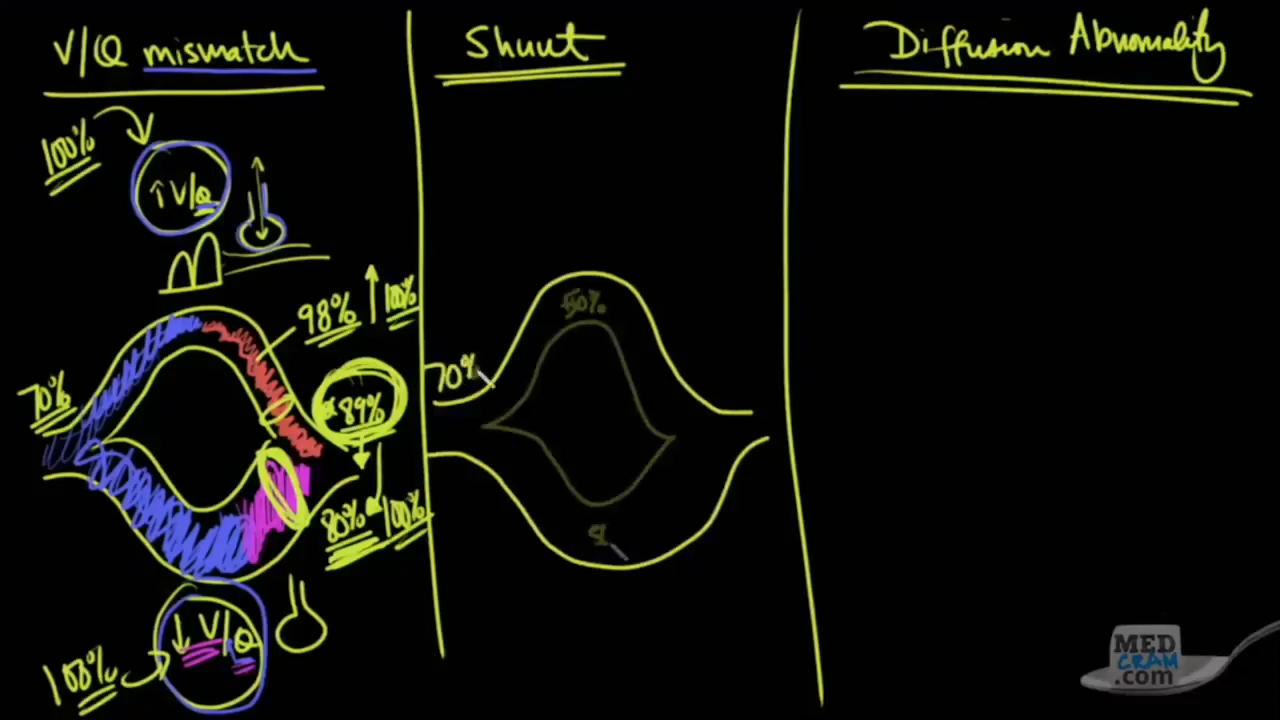 V/Q mismatch
100%
↑V/Q
98%
↑ 100%
70%
89%
80%
100%
↓ V/Q
100%
Shunt
50%
70%
Diffusion Abnormality
MED
CRAM
.com